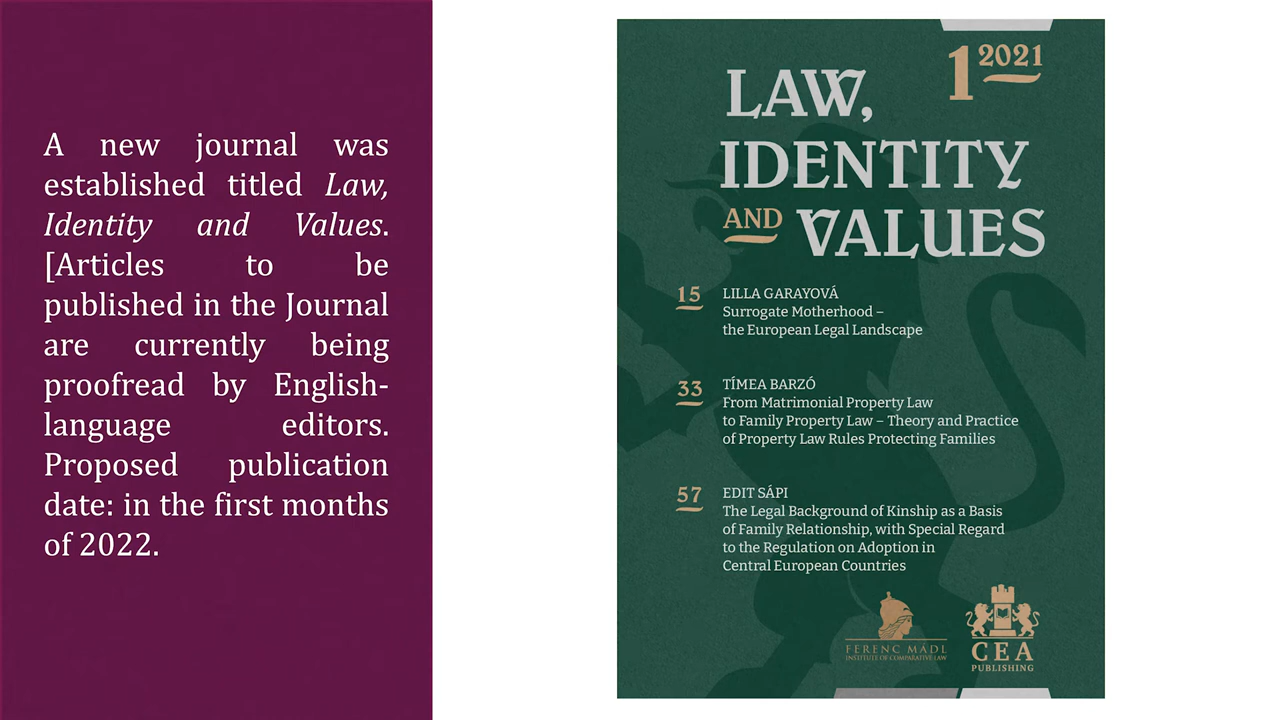 A new journal was
established titled Law,
Identity and Values.
[Articles to be
published in the Journal
are currently being
proofread by English-
language editors.
Proposed publication
date: in the first months
of 2022.
1 2021
LAW,
IDENTITY
AND VALUES
15 LILLA GARAYOVÁ
Surrogate Motherhood –
the European Legal Landscape
33 TÍMEA BARZÓ
From Matrimonial Property Law
to Family Property Law – Theory and Practice
of Property Law Rules Protecting Families
57 EDIT SÁPI
The Legal Background of Kinship as a Basis
of Family Relationship, with Special Regard
to the Regulation on Adoption in
Central European Countries
FERENC MÁDL
INSTITUTE OF COMPARATIVE LAW
CEA
PUBLISHING